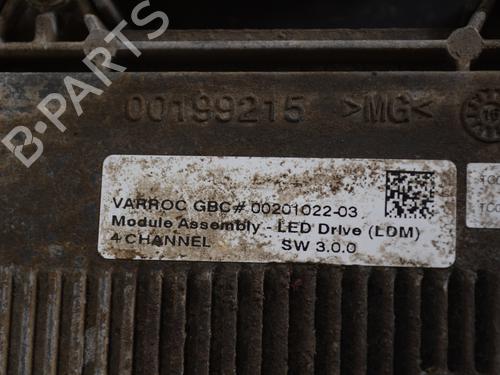 00199215 >MG<
VARROC GBC# 00201022-03
Module Assembly - LED Drive (LDM)
4 CHANNEL SW 3.0.0
B-PARTS